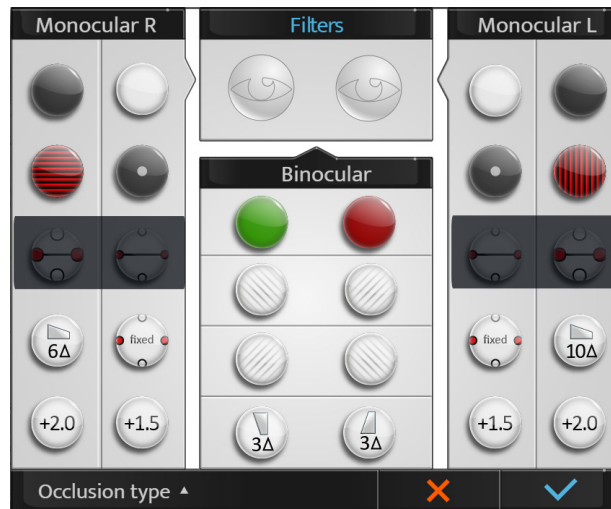 Monocular R
Filters
Monocular L
Binocular
6Δ
fixed
fixed
10Δ
+2.0
+1.5
3Δ
3Δ
+1.5
+2.0
Occlusion type